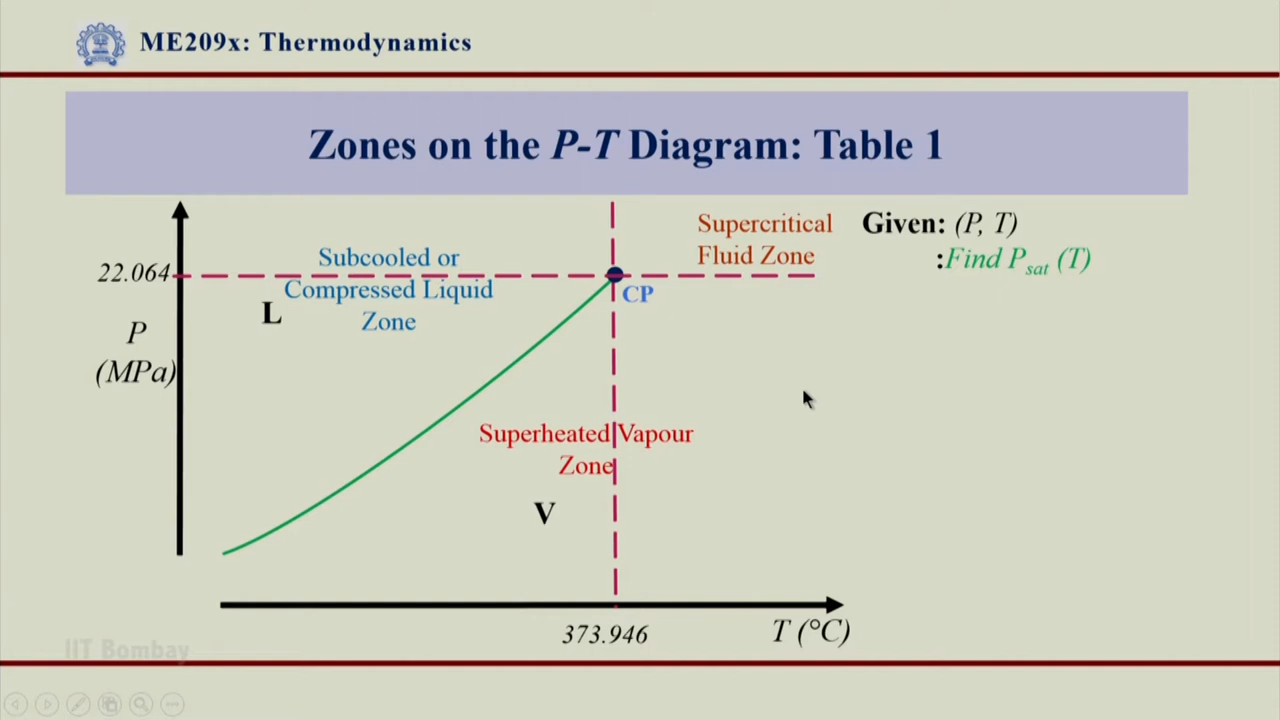 ME209x: Thermodynamics
Zones on the P-T Diagram: Table 1
Supercritical
Fluid Zone
Given: (P, T)
:Find Psat (T)
Subcooled or
Compressed Liquid
Zone
22.064
CP
L
P
(MPa)
Superheated Vapour
Zone
V
373.946
T (°C)
IIT Bombay